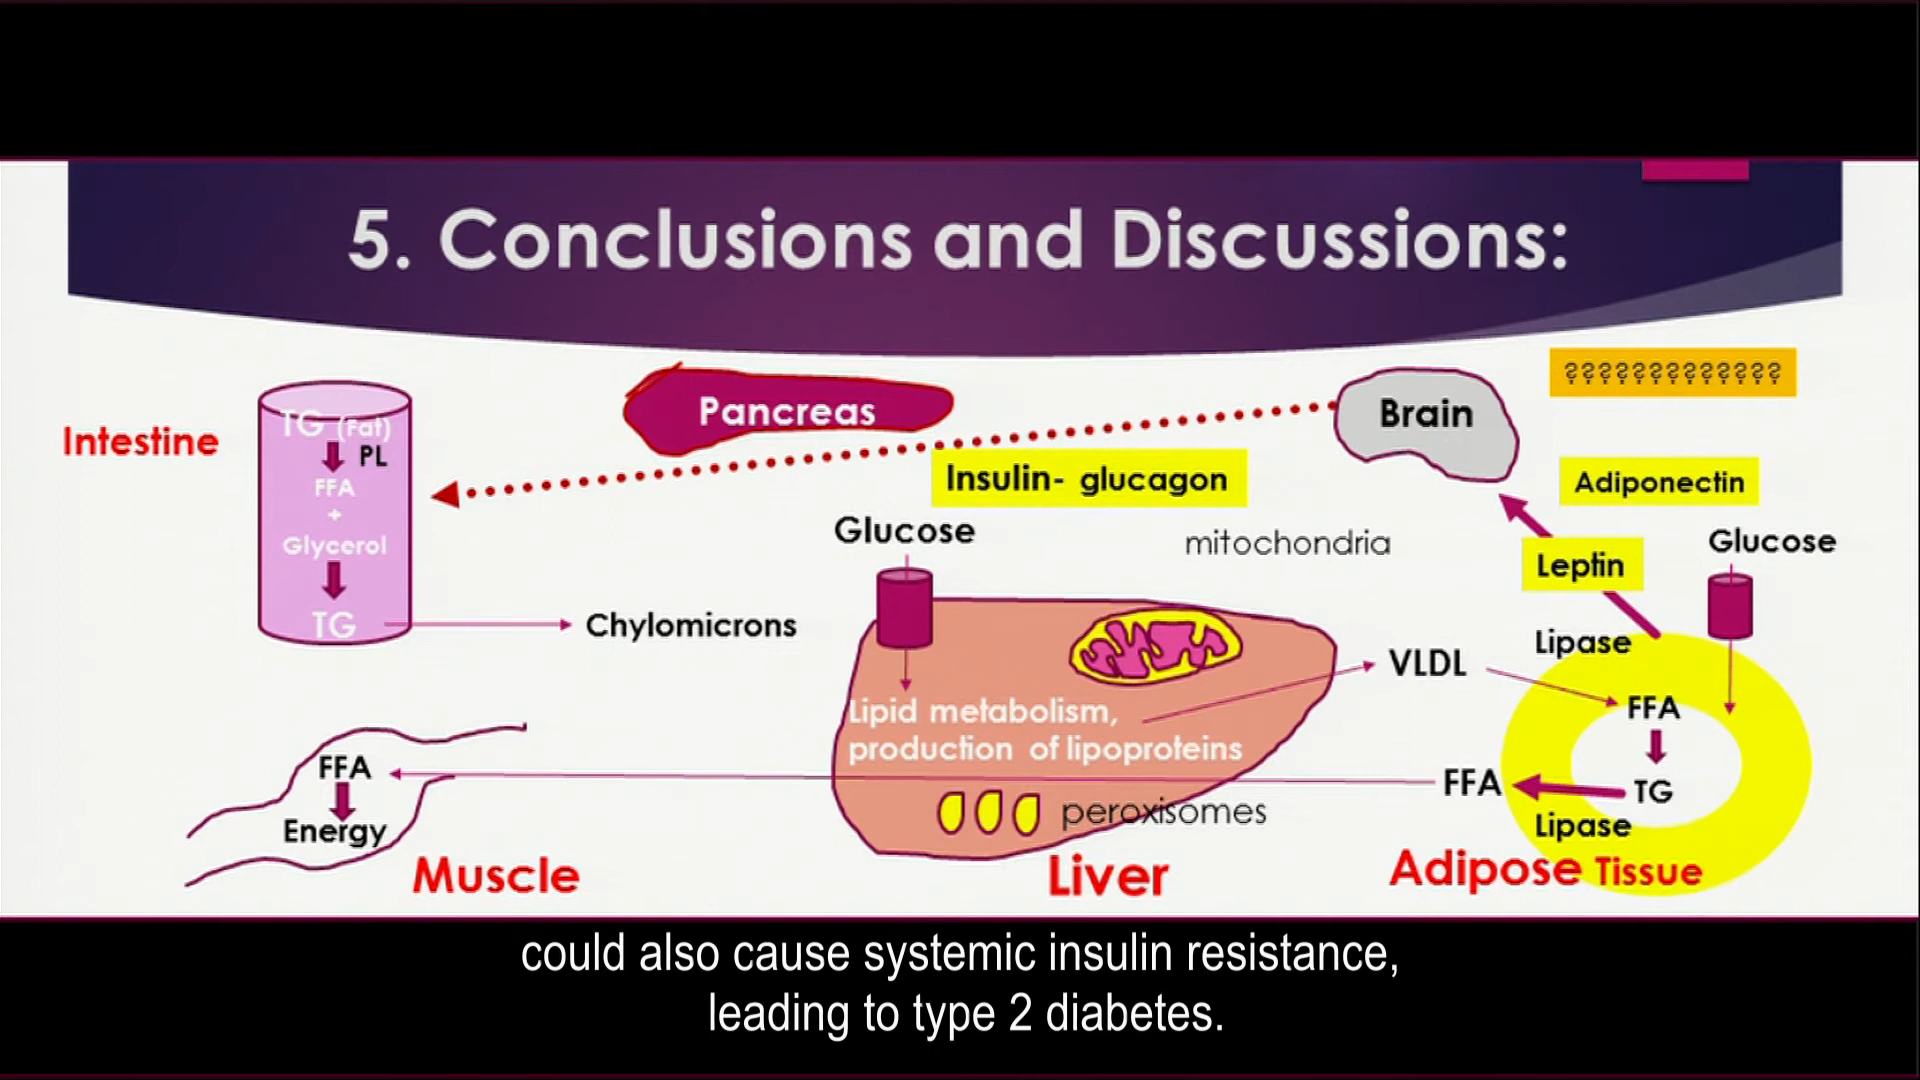 5. Conclusions and Discussions:
????????????
Intestine
TG (Fat)
PL
FFA
+
Glycerol
TG
Chylomicrons
Pancreas
Brain
Insulin- glucagon
Adiponectin
Glucose
mitochondria
Leptin
Glucose
Lipase
VLDL
Lipid metabolism,
production of lipoproteins
FFA
TG
Lipase
FFA
peroxisomes
FFA
Energy
Muscle
Liver
Adipose Tissue
could also cause systemic insulin resistance,
leading to type 2 diabetes.